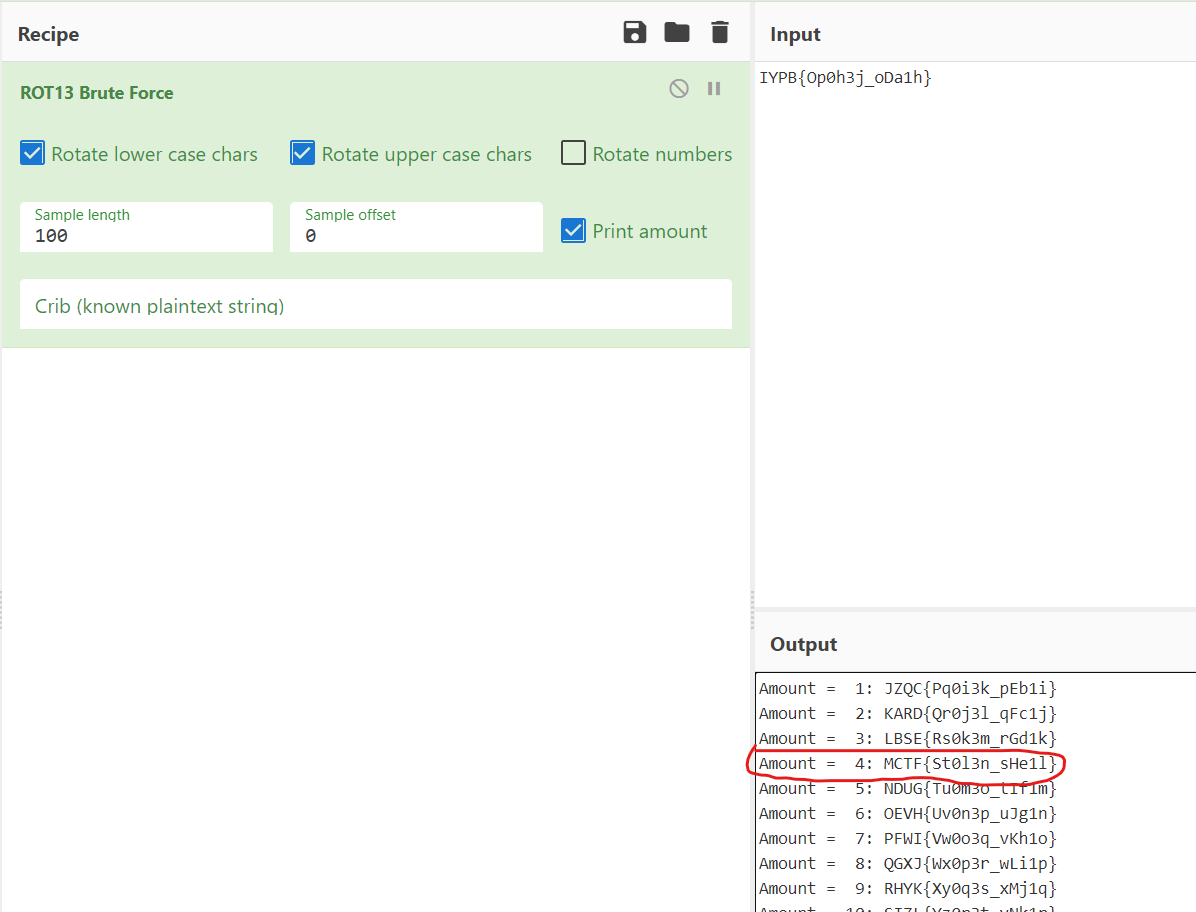 Recipe
ROT13 Brute Force
Rotate lower case chars
Rotate upper case chars
Rotate numbers
Sample length
100
Sample offset
0
Print amount
Crib (known plaintext string)
Input
IYPB{Op0h3j_oDa1h}
Output
Amount =  1: JZQC{Pq0i3k_pEb1i}
Amount =  2: KARD{Qr0j3l_qFc1j}
Amount =  3: LBSE{Rs0k3m_rGd1k}
Amount =  4: MCTF{St0l3n_sHe1l}
Amount =  5: NDUG{Tu0m3o_tIf1m}
Amount =  6: OEVH{Uv0n3p_uJg1n}
Amount =  7: PFWI{Vw0o3q_vKh1o}
Amount =  8: QGXJ{Wx0p3r_wLi1p}
Amount =  9: RHYK{Xy0q3s_xMj1q}